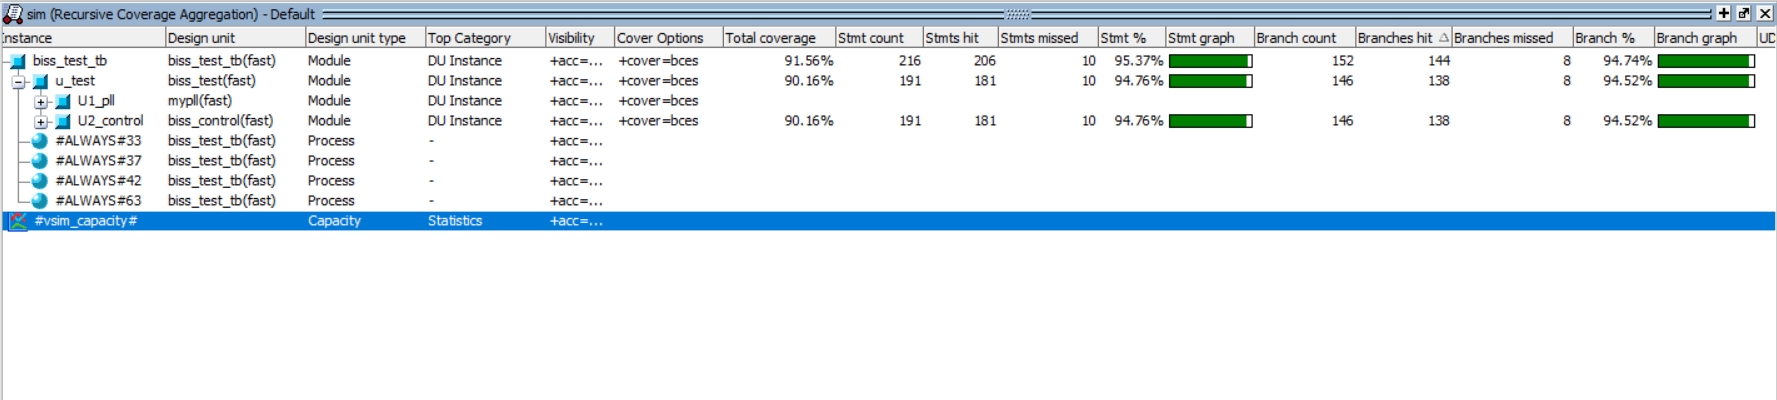 sim (Recursive Coverage Aggregation) - Default
Instance Design unit Design unit type Top Category Visibility Cover Options Total coverage Stmt count Stmts hit Stmts missed Stmt % Stmt graph Branch count Branches hit Branches missed Branch % Branch graph UD
biss_test_tb biss_test_tb(fast) Module DU Instance +acc=... +cover=bces 91.56% 216 206 10 95.37% 152 144 8 94.74%
u_test biss_test(fast) Module DU Instance +acc=... +cover=bces 90.16% 191 181 10 94.76% 146 138 8 94.52%
U1_pll mypll(fast) Module DU Instance +acc=... +cover=bces
U2_control biss_control(fast) Module DU Instance +acc=... +cover=bces 90.16% 191 181 10 94.76% 146 138 8 94.52%
#ALWAYS#33 biss_test_tb(fast) Process - +acc=...
#ALWAYS#37 biss_test_tb(fast) Process - +acc=...
#ALWAYS#42 biss_test_tb(fast) Process - +acc=...
#ALWAYS#63 biss_test_tb(fast) Process - +acc=...
#vsim_capacity# Capacity Statistics +acc=...